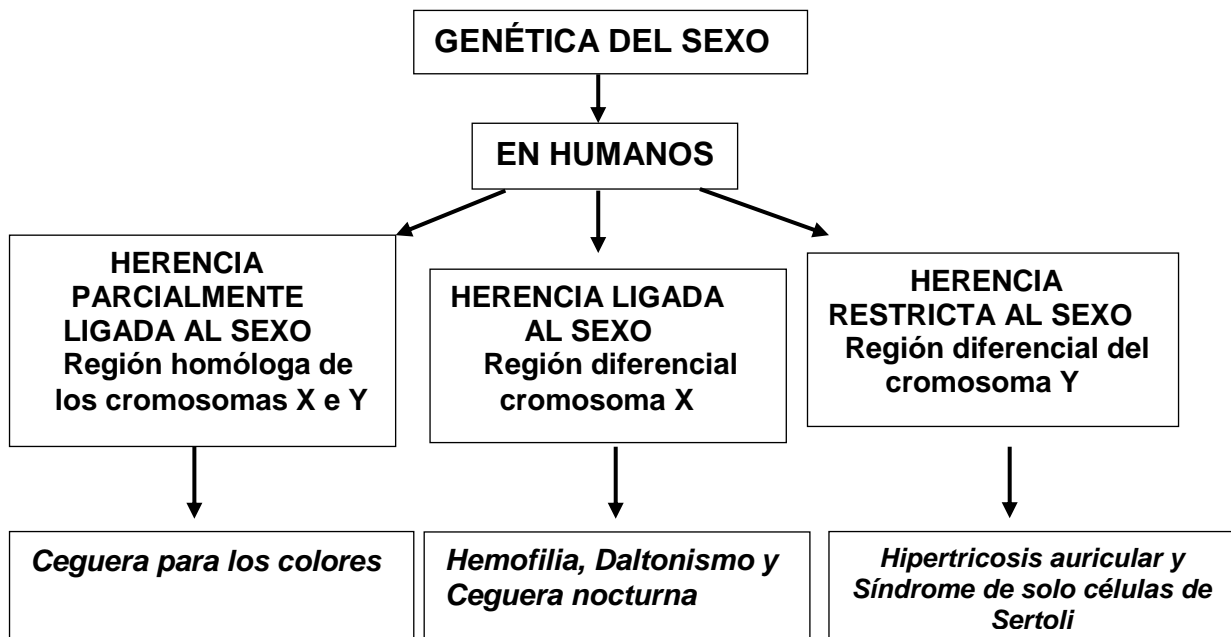 GENÉTICA DEL SEXO
EN HUMANOS
HERENCIA
PARCIALMENTE
LIGADA AL SEXO
Región homóloga de
los cromosomas X e Y
HERENCIA LIGADA
AL SEXO
Región diferencial
cromosoma X
HERENCIA
RESTRICTA AL SEXO
Región diferencial del
cromosoma Y
Ceguera para los colores
Hemofilia, Daltonismo y
Ceguera nocturna
Hipertricosis auricular y
Síndrome de solo células de
Sertoli